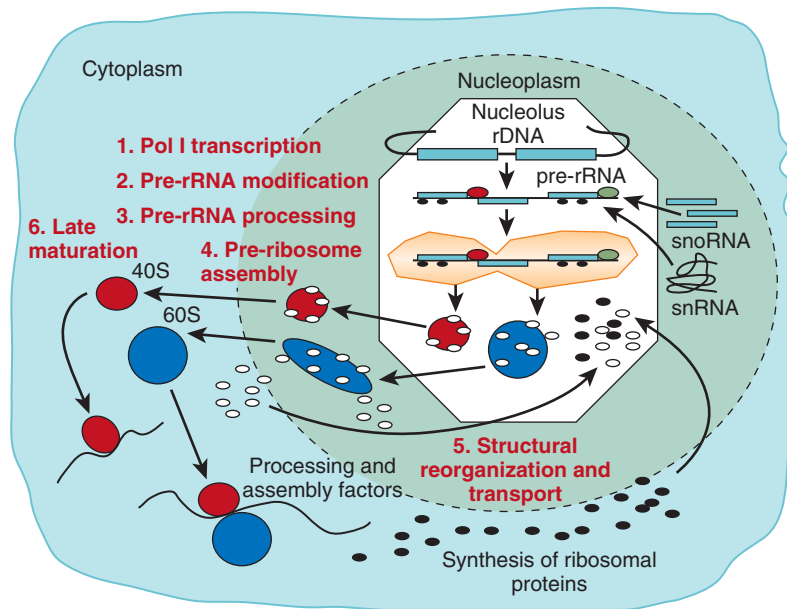 Cytoplasm
Nucleoplasm
Nucleolus
rDNA
1. Pol I transcription
2. Pre-rRNA modification
3. Pre-rRNA processing
pre-rRNA
6. Late
maturation
4. Pre-ribosome
assembly
snoRNA
snRNA
40S
60S
5. Structural
reorganization and
transport
Processing and
assembly factors
Synthesis of ribosomal
proteins